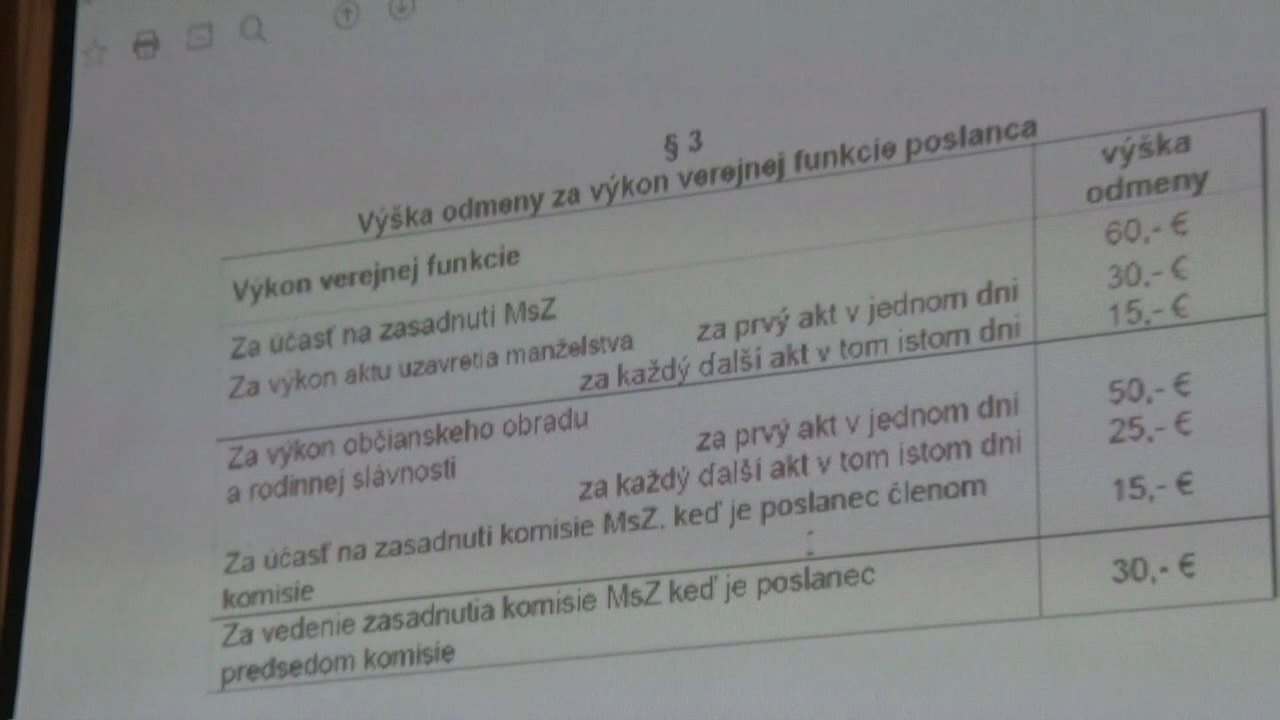 § 3
Výška odmeny za výkon verejnej funkcie poslanca
Výkon verejnej funkcie
výška
odmeny
Za účasť na zasadnutí MsZ
60,- €
Za výkon aktu uzavretia manželstva za prvý akt v jednom dni
30,- €
za každý ďalší akt v tom istom dni
15,- €
Za výkon občianskeho obradu
a rodinnej slávnosti
za prvý akt v jednom dni
50,- €
za každý ďalší akt v tom istom dni
25,- €
Za účasť na zasadnutí komisie MsZ, keď je poslanec členom
komisie
15,- €
Za vedenie zasadnutia komisie MsZ keď je poslanec
predsedom komisie
30,- €